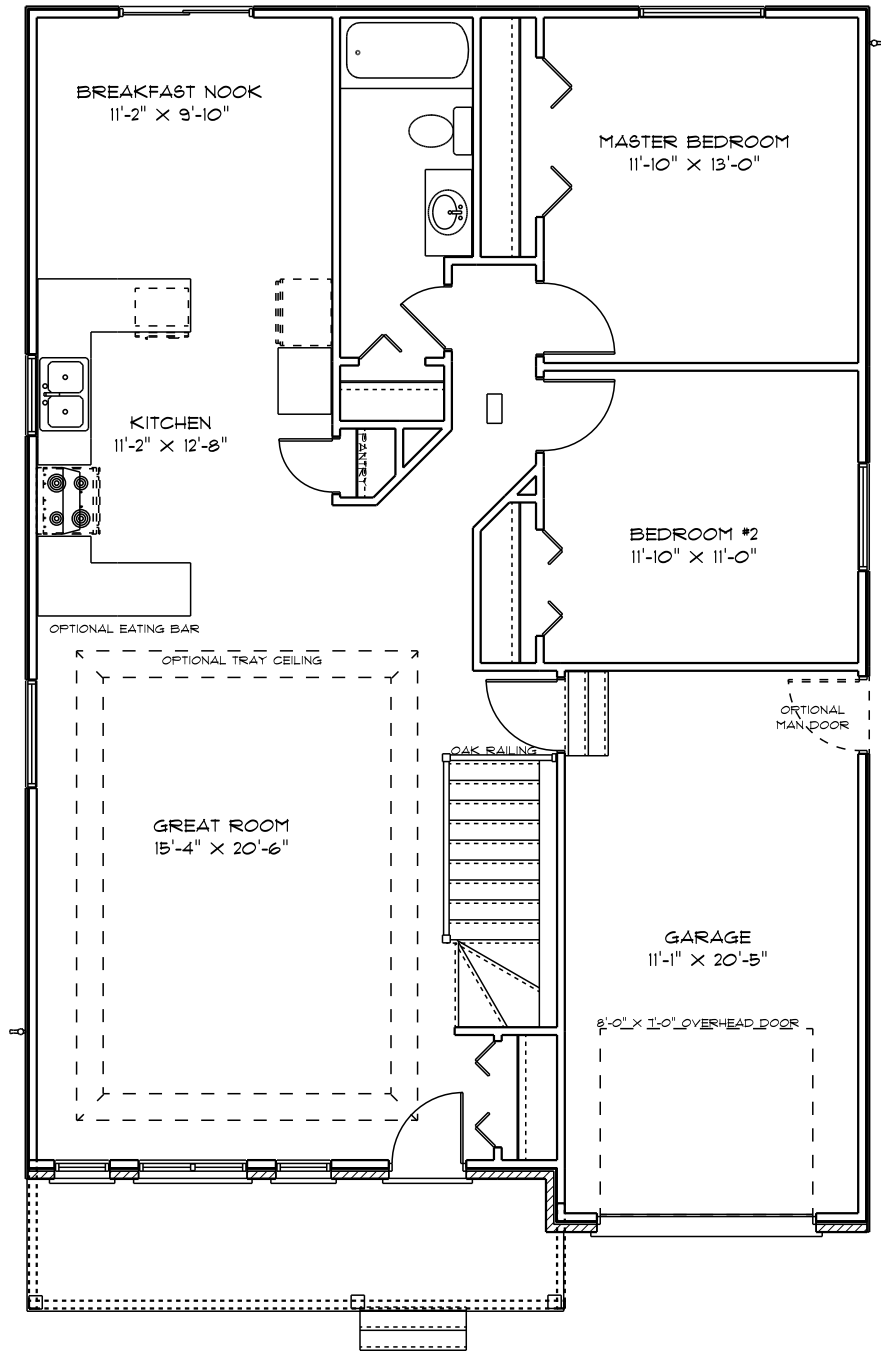 BREAKFAST NOOK
11'-2" X 9'-10"
MASTER BEDROOM
11'-10" X 13'-0"
KITCHEN
11'-2" X 12'-8"
PANTRY
BEDROOM #2
11'-10" X 11'-0"
OPTIONAL EATING BAR
OPTIONAL TRAY CEILING
OPTIONAL
MAN DOOR
OAK RAILING
GREAT ROOM
15'-4" X 20'-6"
GARAGE
11'-1" X 20'-5"
8'-0" X 7'-0" OVERHEAD DOOR